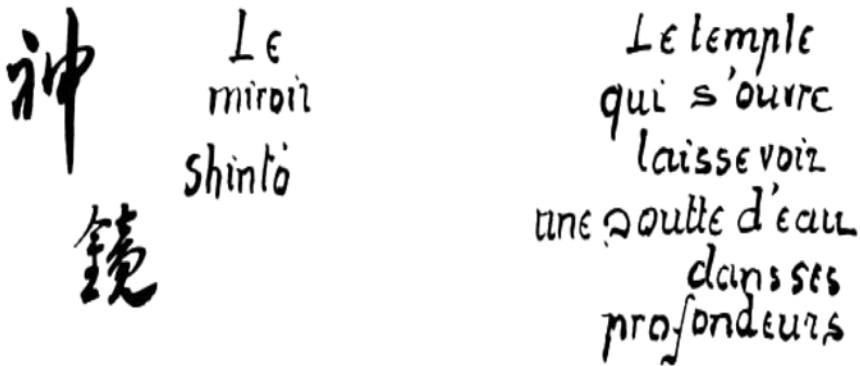 神
鏡
Le
miroir
shintô
Le temple
qui s'ouvre
laisse voir
une goutte d'eau
dans ses
profondeurs